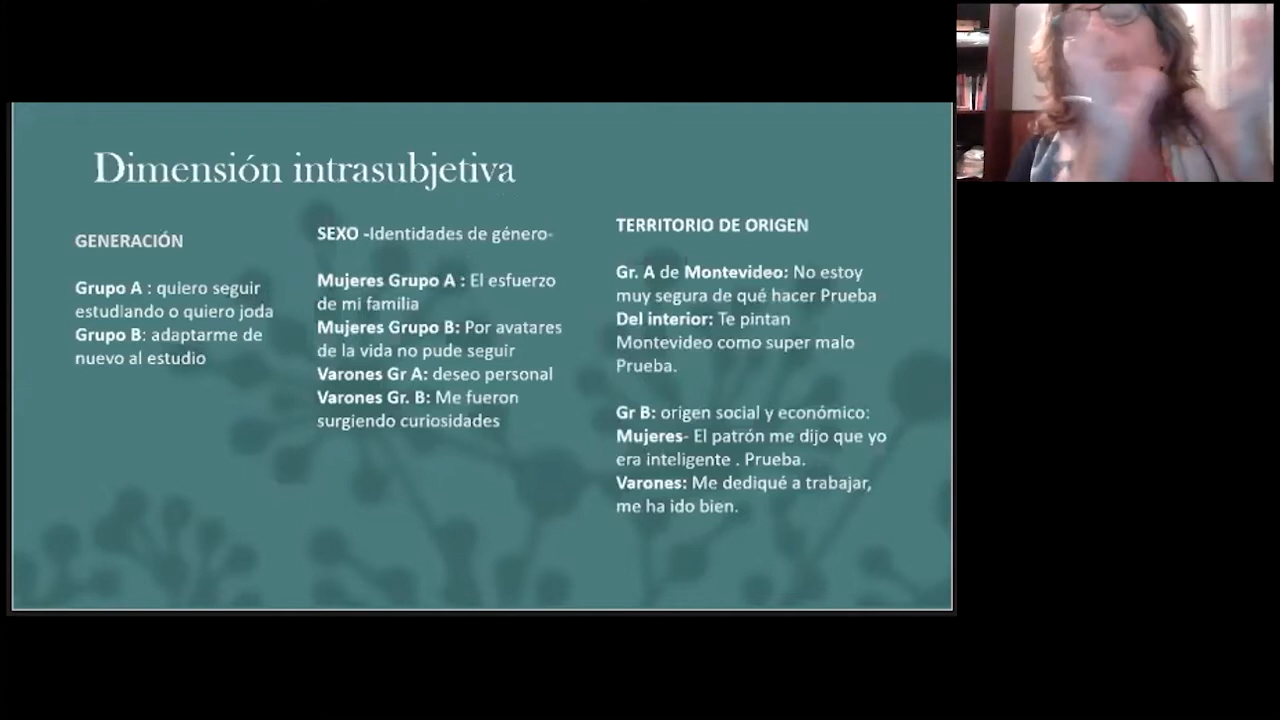 Dimensión intrasubjetiva
GENERACIÓN
Grupo A : quiero seguir
estudiando o quiero joda
Grupo B: adaptarme de
nuevo al estudio
SEXO -Identidades de género-
Mujeres Grupo A : El esfuerzo
de mi familia
Mujeres Grupo B: Por avatares
de la vida no pude seguir
Varones Gr A: deseo personal
Varones Gr. B: Me fueron
surgiendo curiosidades
TERRITORIO DE ORIGEN
Gr. A de Montevideo: No estoy
muy segura de qué hacer Prueba
Del interior: Te pintan
Montevideo como super malo
Prueba.
Gr B: origen social y económico:
Mujeres- El patrón me dijo que yo
era inteligente . Prueba.
Varones: Me dediqué a trabajar,
me ha ido bien.